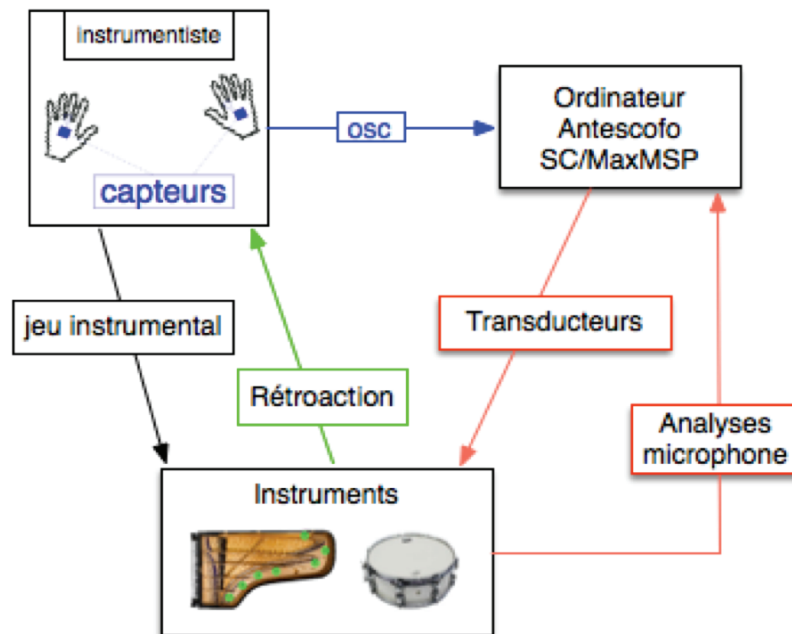 instrumentiste
capteurs
osc
Ordinateur
Antescofo
SC/MaxMSP
jeu instrumental
Rétroaction
Transducteurs
Analyses
microphone
Instruments